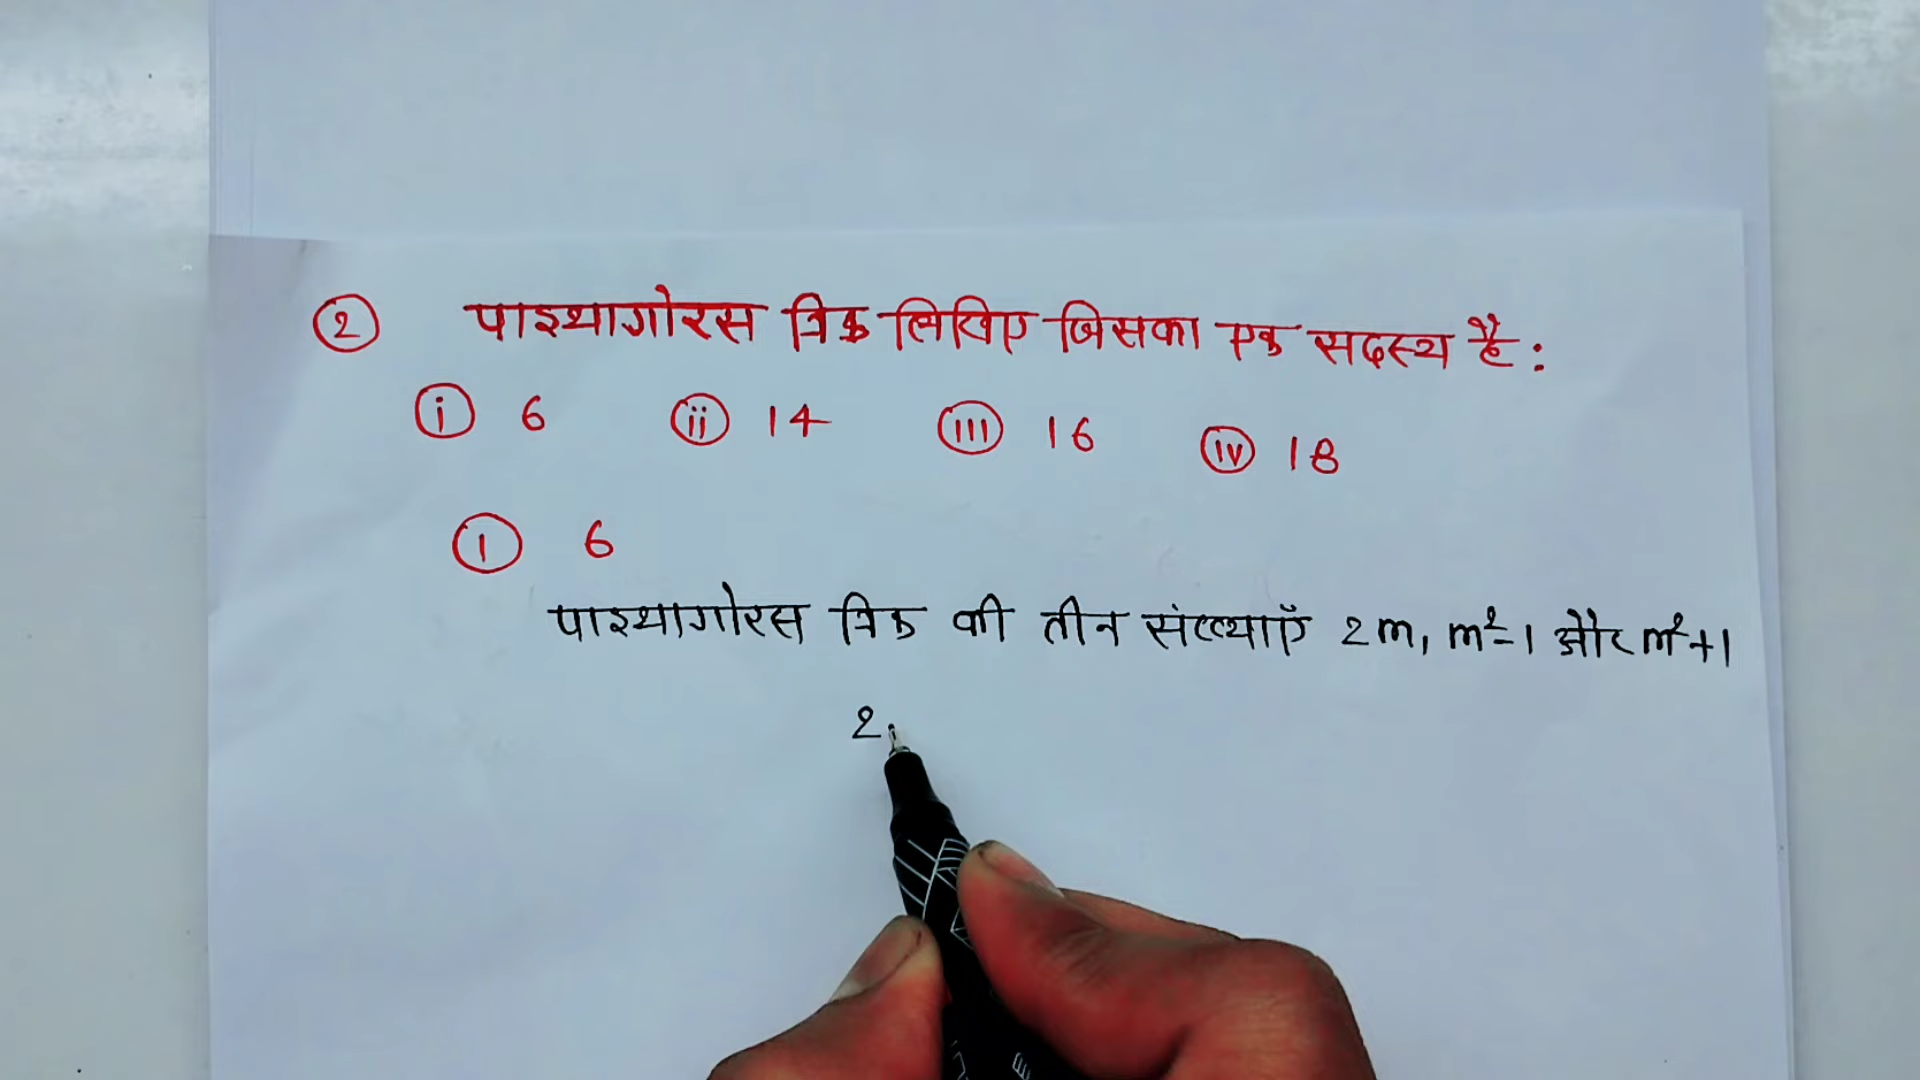 ② पाइथागोरस त्रिक लिखिए जिसका एक सदस्य है :
ⓘ 6 ⓘⓘ 14 ⓘⓘⓘ 16 ⓘⓥ 18
① 6
पाइथागोरस त्रिक की तीन संख्याएँ 2m, m²-1 और m²+1
2